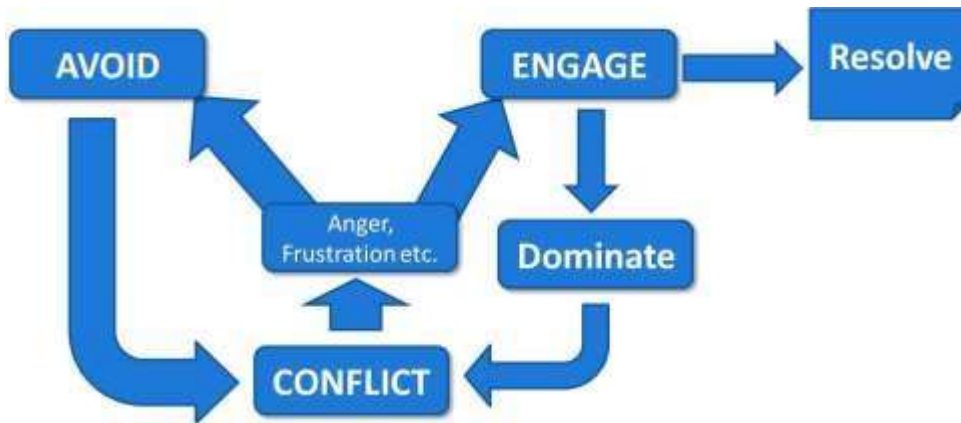 AVOID
ENGAGE
Resolve
Anger,
Frustration etc.
Dominate
CONFLICT